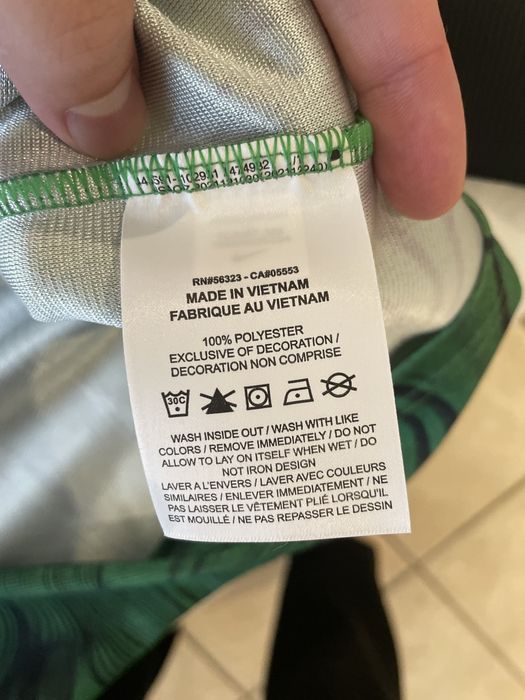 RN#56323 - CA#05553
MADE IN VIETNAM
FABRIQUE AU VIETNAM
100% POLYESTER
EXCLUSIVE OF DECORATION /
DECORATION NON COMPRISE
30C
WASH INSIDE OUT / WASH WITH LIKE
COLORS / REMOVE IMMEDIATELY / DO NOT
ALLOW TO LAY ON ITSELF WHEN WET / DO
NOT IRON DESIGN
LAVER A L'ENVERS / LAVER AVEC COULEURS
SIMILAIRES / ENLEVER IMMEDIATEMENT / NE
PAS LAISSER LE VÊTEMENT PLIÉ LORSQU'IL
EST MOUILLÉ / NE PAS REPASSER LE DESSIN